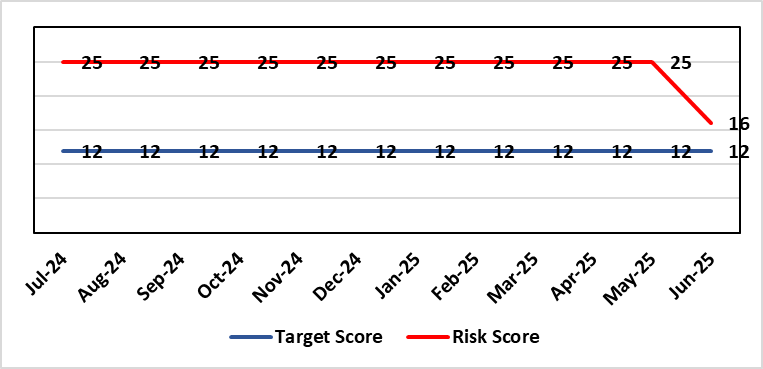 25 25 25 25 25 25 25 25 25 25 25
16
12 12 12 12 12 12 12 12 12 12 12 12
Jul-24 Aug-24 Sep-24 Oct-24 Nov-24 Dec-24 Jan-25 Feb-25 Mar-25 Apr-25 May-25 Jun-25
Target Score Risk Score